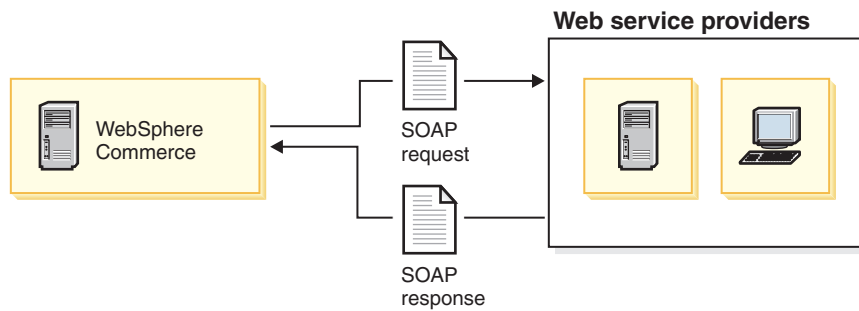 Web service providers
WebSphere
Commerce
SOAP
request
SOAP
response